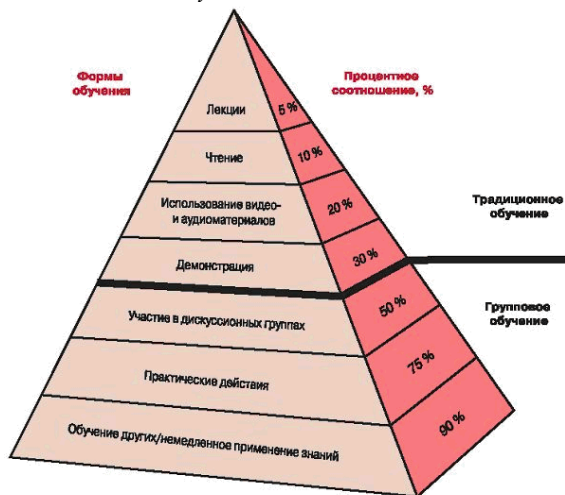 Формы
обучения
Процентное
соотношение, %
Лекции
5 %
Чтение
10 %
Использование видео-
и аудиоматериалов
20 %
Демонстрация
30 %
Традиционное
обучение
Групповое
обучение
Участие в дискуссионных группах
50 %
Практические действия
75 %
Обучение других/немедленное применение знаний
90 %